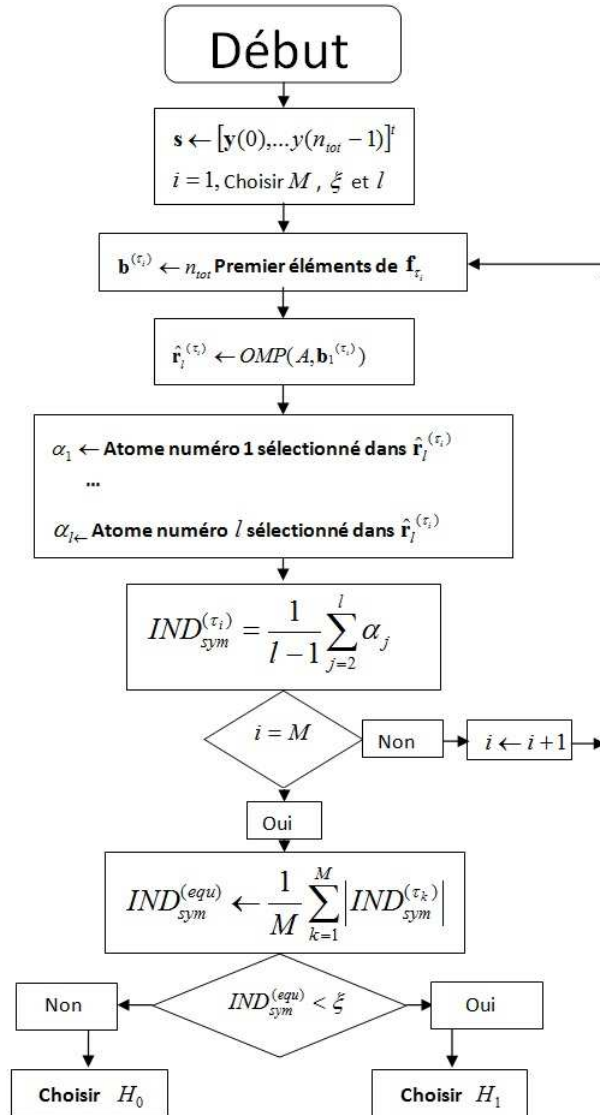 Début
s ← [y(0),...y(n_tot − 1)]^t
i = 1, Choisir M , ξ et l
b^(τ_i) ← n_tot Premier éléments de f_τ_i
r̂_l^(τ_i) ← OMP(A, b_1^(τ_i))
α_1 ← Atome numéro 1 sélectionné dans r̂_l^(τ_i)
...
α_l← Atome numéro l sélectionné dans r̂_l^(τ_i)
IND_sym^(τ_i) = 1/(l−1) ∑_{j=2}^{l} α_j
i = M
Non
i ← i + 1
Oui
IND_sym^(equ) ← 1/M ∑_{k=1}^{M} |IND_sym^(τ_k)|
Non
IND_sym^(equ) < ξ
Oui
Choisir H_0
Choisir H_1